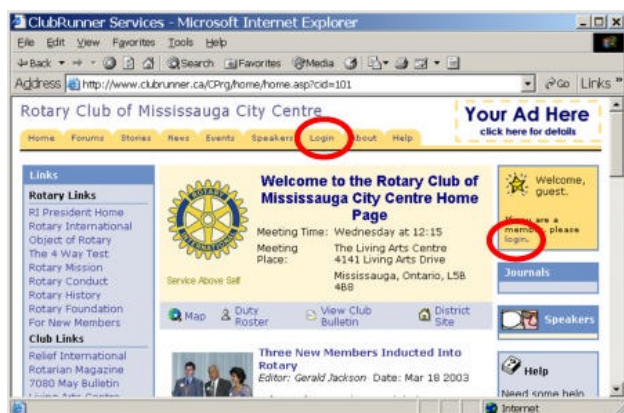 ClubRunner Services - Microsoft Internet Explorer
File Edit View Favorites Tools Help
Back Search Favorites Media
Address http://www.clubrunner.ca/CPrg/home/home.asp?cid=101 Go Links »
Rotary Club of Mississauga City Centre
Your Ad Here
click here for details
Home Forums Stories News Events Speakers Login About Help
Links
Rotary Links
RI President Home
Rotary International
Object of Rotary
The 4 Way Test
Rotary Mission
Rotary Conduct
Rotary History
Rotary Foundation
For New Members
Club Links
Relief International
Rotarian Magazine
7080 May Bulletin
Living Arts Centre
ROTARY
INTERNATIONAL
Service Above Self
Welcome to the Rotary Club of
Mississauga City Centre Home
Page
Meeting Time: Wednesday at 12:15
Meeting Place: The Living Arts Centre
4141 Living Arts Drive
Mississauga, Ontario, L5B
4B8
Map Duty Roster View Club Bulletin District Site
Three New Members Inducted Into
Rotary
Editor: Gerald Jackson Date: Mar 18 2003
Welcome,
guest.
If you are a
member, please
login.
Journals
Speakers
Help
Need some help
Internet